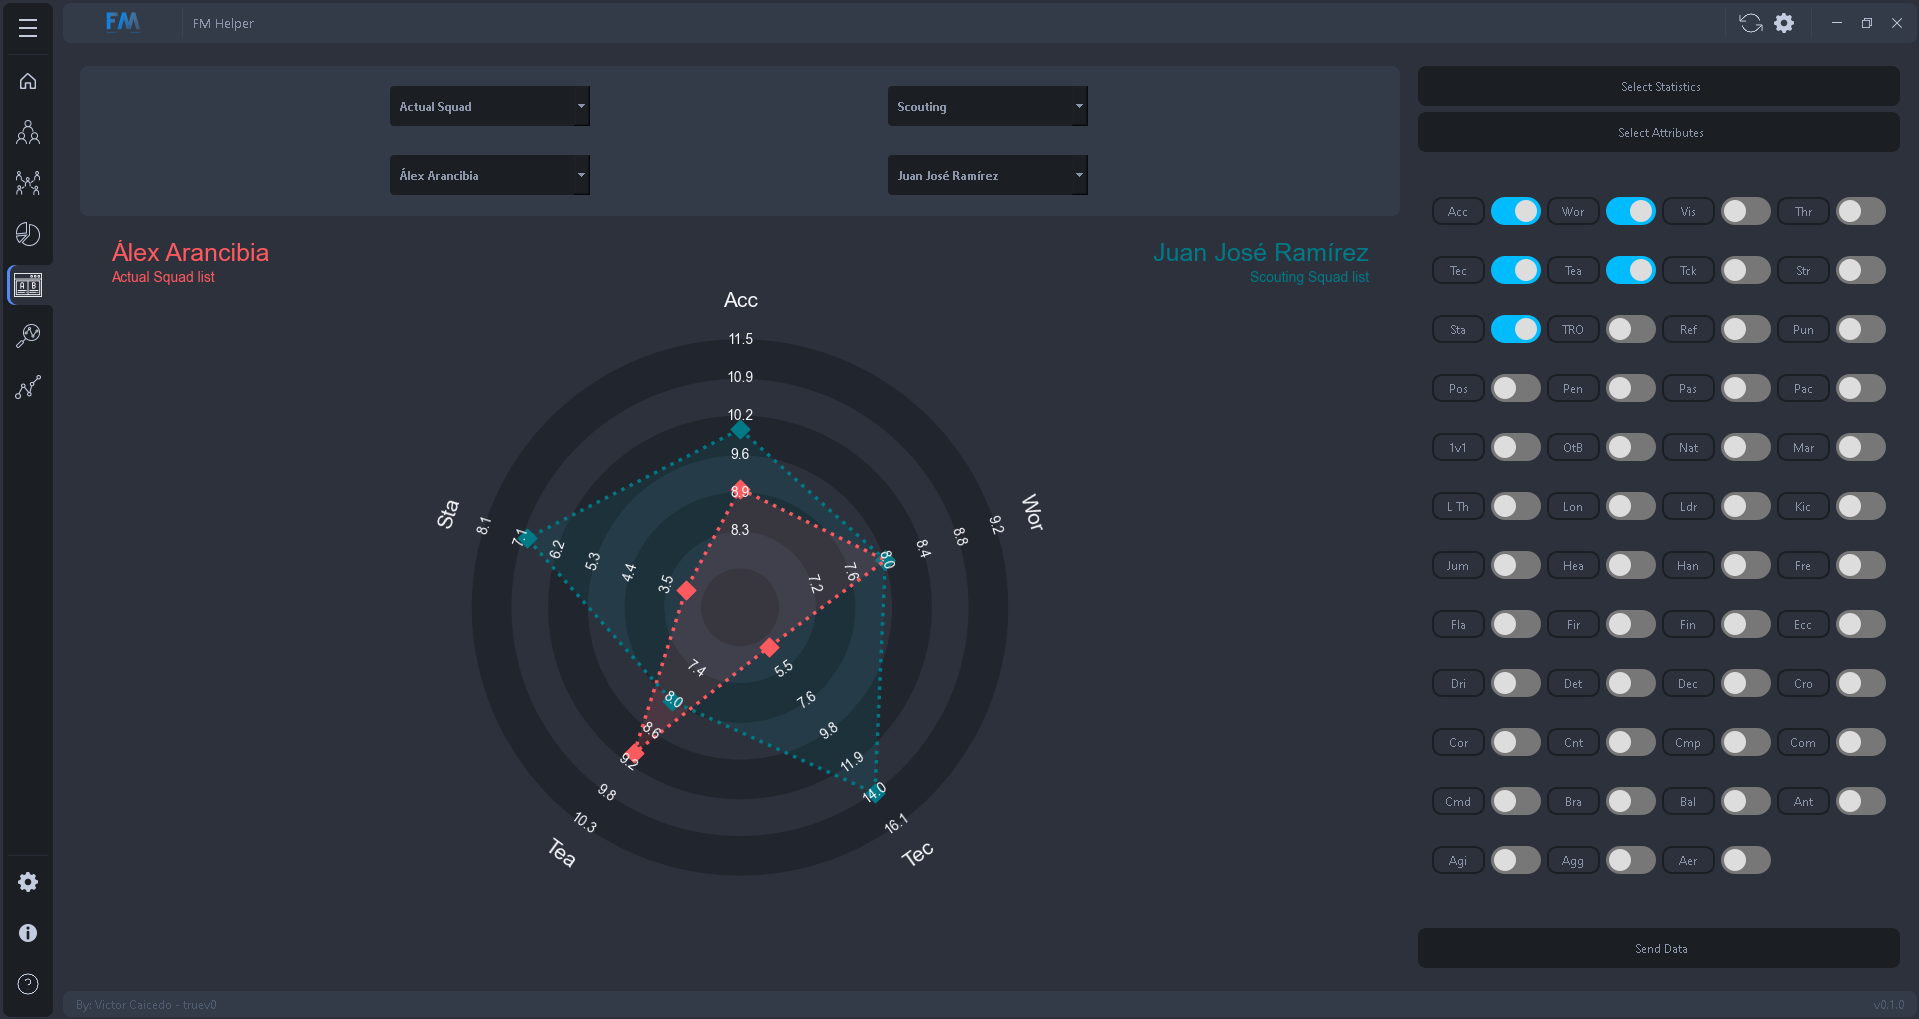 FM
FM Helper
Actual Squad
Scouting
Álex Arancibia
Juan José Ramírez
Select Statistics
Select Attributes
Álex Arancibia
Actual Squad list
Juan José Ramírez
Scouting Squad list
Acc
11.5
10.9
10.2
9.6
8.9
8.3
Wor
9.2
8.8
8.4
8.0
7.6
7.2
Tec
16.1
14.0
11.9
9.8
7.6
5.5
Tea
10.3
9.8
9.2
8.6
8.0
7.4
Sta
8.1
7.1
6.2
5.3
4.4
3.5
Acc Wor Vis Thr
Tec Tea Tck Str
Sta TRO Ref Pun
Pos Pen Pas Pac
1v1 OtB Nat Mar
L Th Lon Ldr Kic
Jum Hea Han Fre
Fla Fir Fin Ecc
Dri Det Dec Cro
Cor Cnt Cmp Com
Cmd Bra Bal Ant
Agi Agg Aer
Send Data
By: Victor Caicedo - truev0
v0.1.0